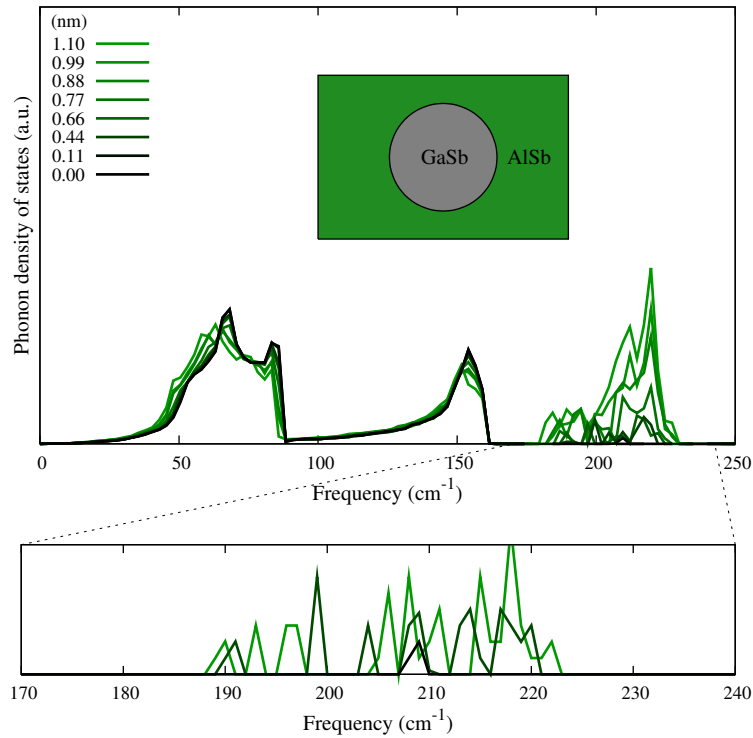 (nm)
1.10
0.99
0.88
0.77
0.66
0.44
0.11
0.00
Phonon density of states (a.u.)
GaSb
AlSb
0 50 100 150 200 250
Frequency (cm-1)
170 180 190 200 210 220 230 240
Frequency (cm-1)